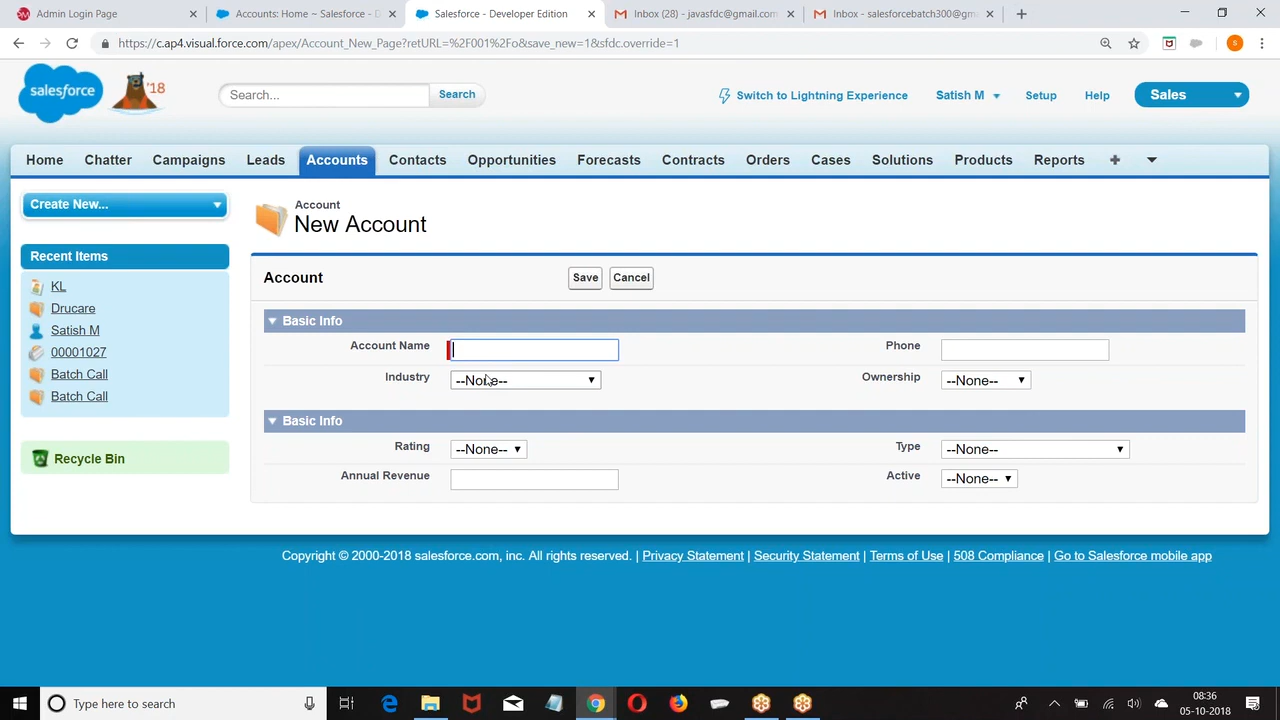 Admin Login Page
Accounts: Home ~ Salesforce - D
Salesforce - Developer Edition
Inbox (28) - javasfdc@gmail.com
Inbox - salesforcebatch300@gm
https://c.ap4.visual.force.com/apex/Account_New_Page?retURL=%2F001%2Fo&save_new=1&sfdc.override=1
S
salesforce
'18
Search...
Search
Switch to Lightning Experience
Satish M
Setup
Help
Sales
Home
Chatter
Campaigns
Leads
Accounts
Contacts
Opportunities
Forecasts
Contracts
Orders
Cases
Solutions
Products
Reports
Create New...
Recent Items
KL
Drucare
Satish M
00001027
Batch Call
Batch Call
Recycle Bin
Account
New Account
Account
Save
Cancel
Basic Info
Account Name
Phone
Industry
--None--
Ownership
--None--
Basic Info
Rating
--None--
Type
--None--
Annual Revenue
Active
--None--
Copyright © 2000-2018 salesforce.com, inc. All rights reserved. | Privacy Statement | Security Statement | Terms of Use | 508 Compliance | Go to Salesforce mobile app
Type here to search
08:36
05-10-2018